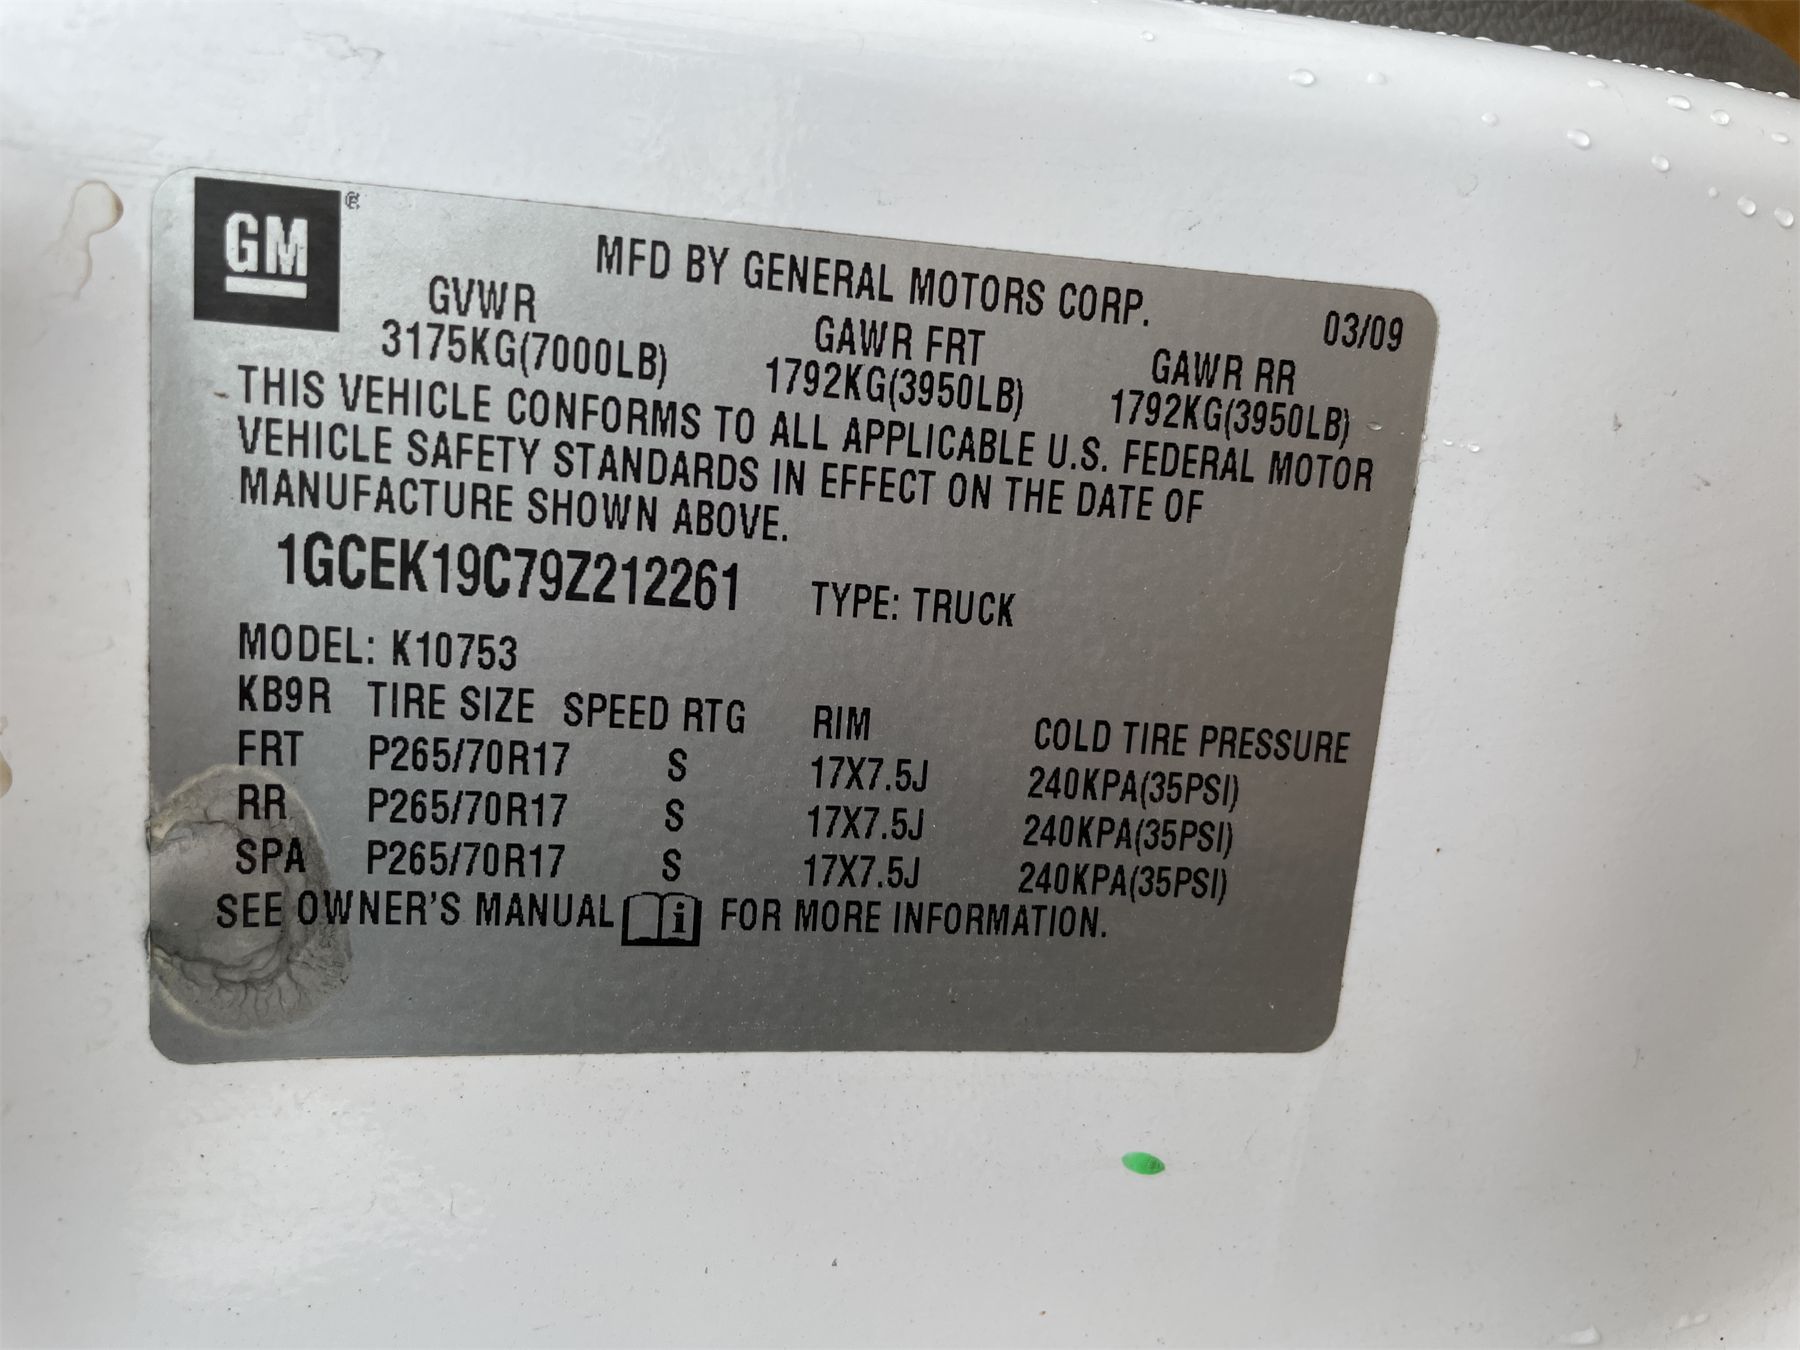 GM
MFD BY GENERAL MOTORS CORP. 03/09
GVWR GAWR FRT GAWR RR
3175KG(7000LB) 1792KG(3950LB) 1792KG(3950LB)
THIS VEHICLE CONFORMS TO ALL APPLICABLE U.S. FEDERAL MOTOR
VEHICLE SAFETY STANDARDS IN EFFECT ON THE DATE OF
MANUFACTURE SHOWN ABOVE.
1GCEK19C79Z212261 TYPE: TRUCK
MODEL: K10753
KB9R TIRE SIZE SPEED RTG RIM COLD TIRE PRESSURE
FRT P265/70R17 S 17X7.5J 240KPA(35PSI)
RR P265/70R17 S 17X7.5J 240KPA(35PSI)
SPA P265/70R17 S 17X7.5J 240KPA(35PSI)
SEE OWNER'S MANUAL FOR MORE INFORMATION.